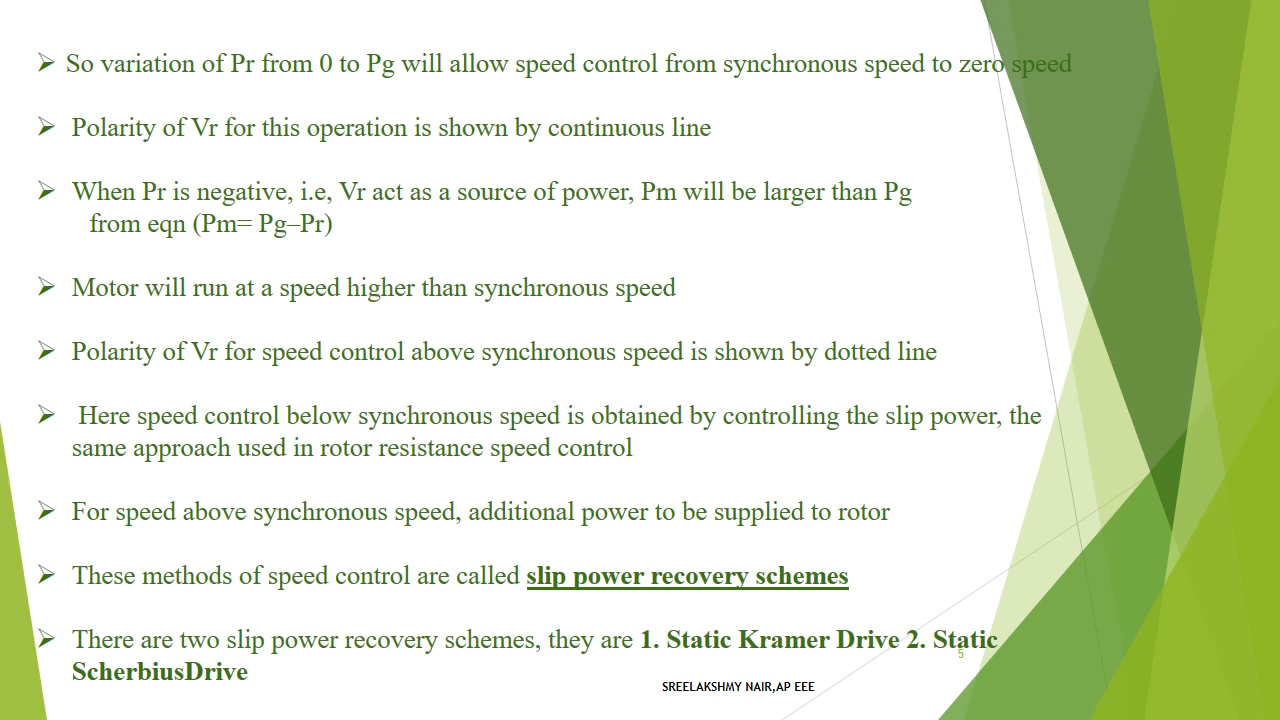 ➢ So variation of Pr from 0 to Pg will allow speed control from synchronous speed to zero speed
➢ Polarity of Vr for this operation is shown by continuous line
➢ When Pr is negative, i.e, Vr act as a source of power, Pm will be larger than Pg
from eqn (Pm= Pg–Pr)
➢ Motor will run at a speed higher than synchronous speed
➢ Polarity of Vr for speed control above synchronous speed is shown by dotted line
➢ Here speed control below synchronous speed is obtained by controlling the slip power, the
same approach used in rotor resistance speed control
➢ For speed above synchronous speed, additional power to be supplied to rotor
➢ These methods of speed control are called slip power recovery schemes
➢ There are two slip power recovery schemes, they are 1. Static Kramer Drive 2. Static
ScherbiusDrive
5
SREELAKSHMY NAIR,AP EEE